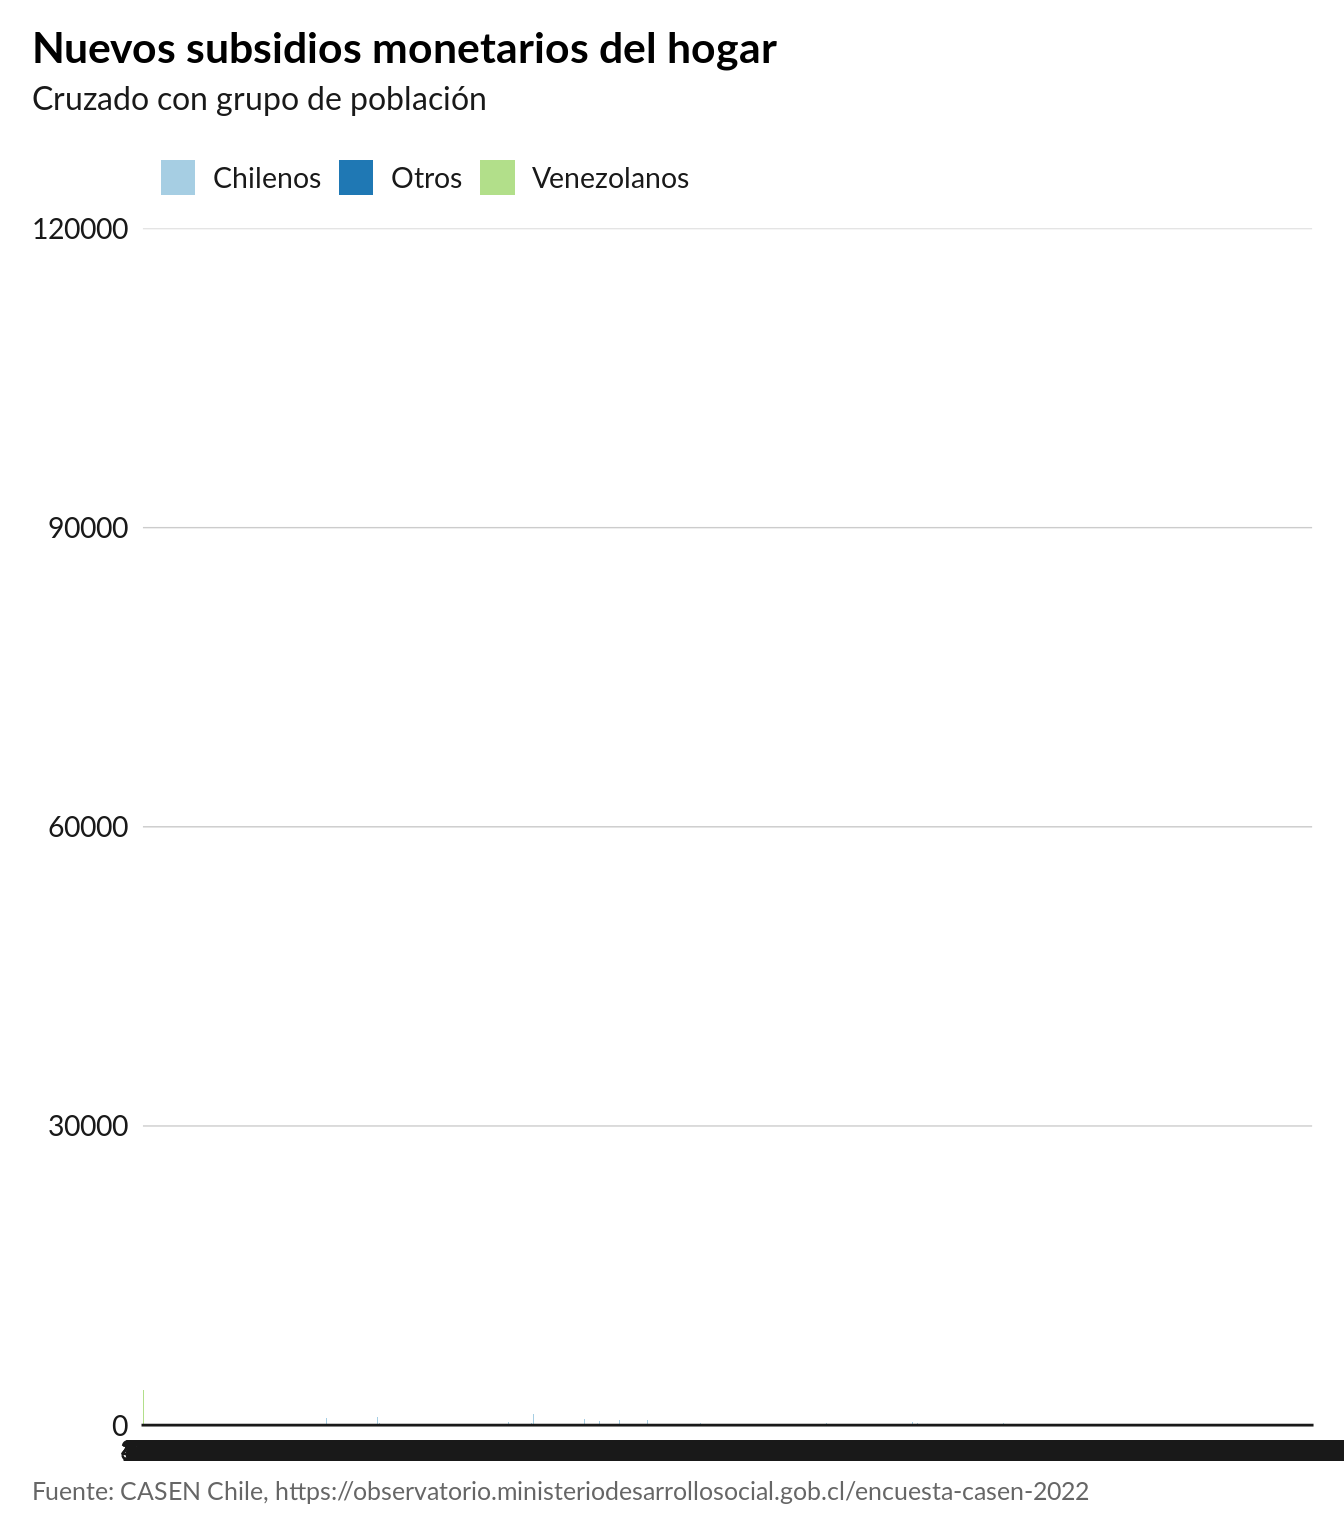 Nuevos subsidios monetarios del hogar
Cruzado con grupo de población
Chilenos Otros Venezolanos
120000
90000
60000
30000
0
Fuente: CASEN Chile, https://observatorio.ministeriodesarrollosocial.gob.cl/encuesta-casen-2022